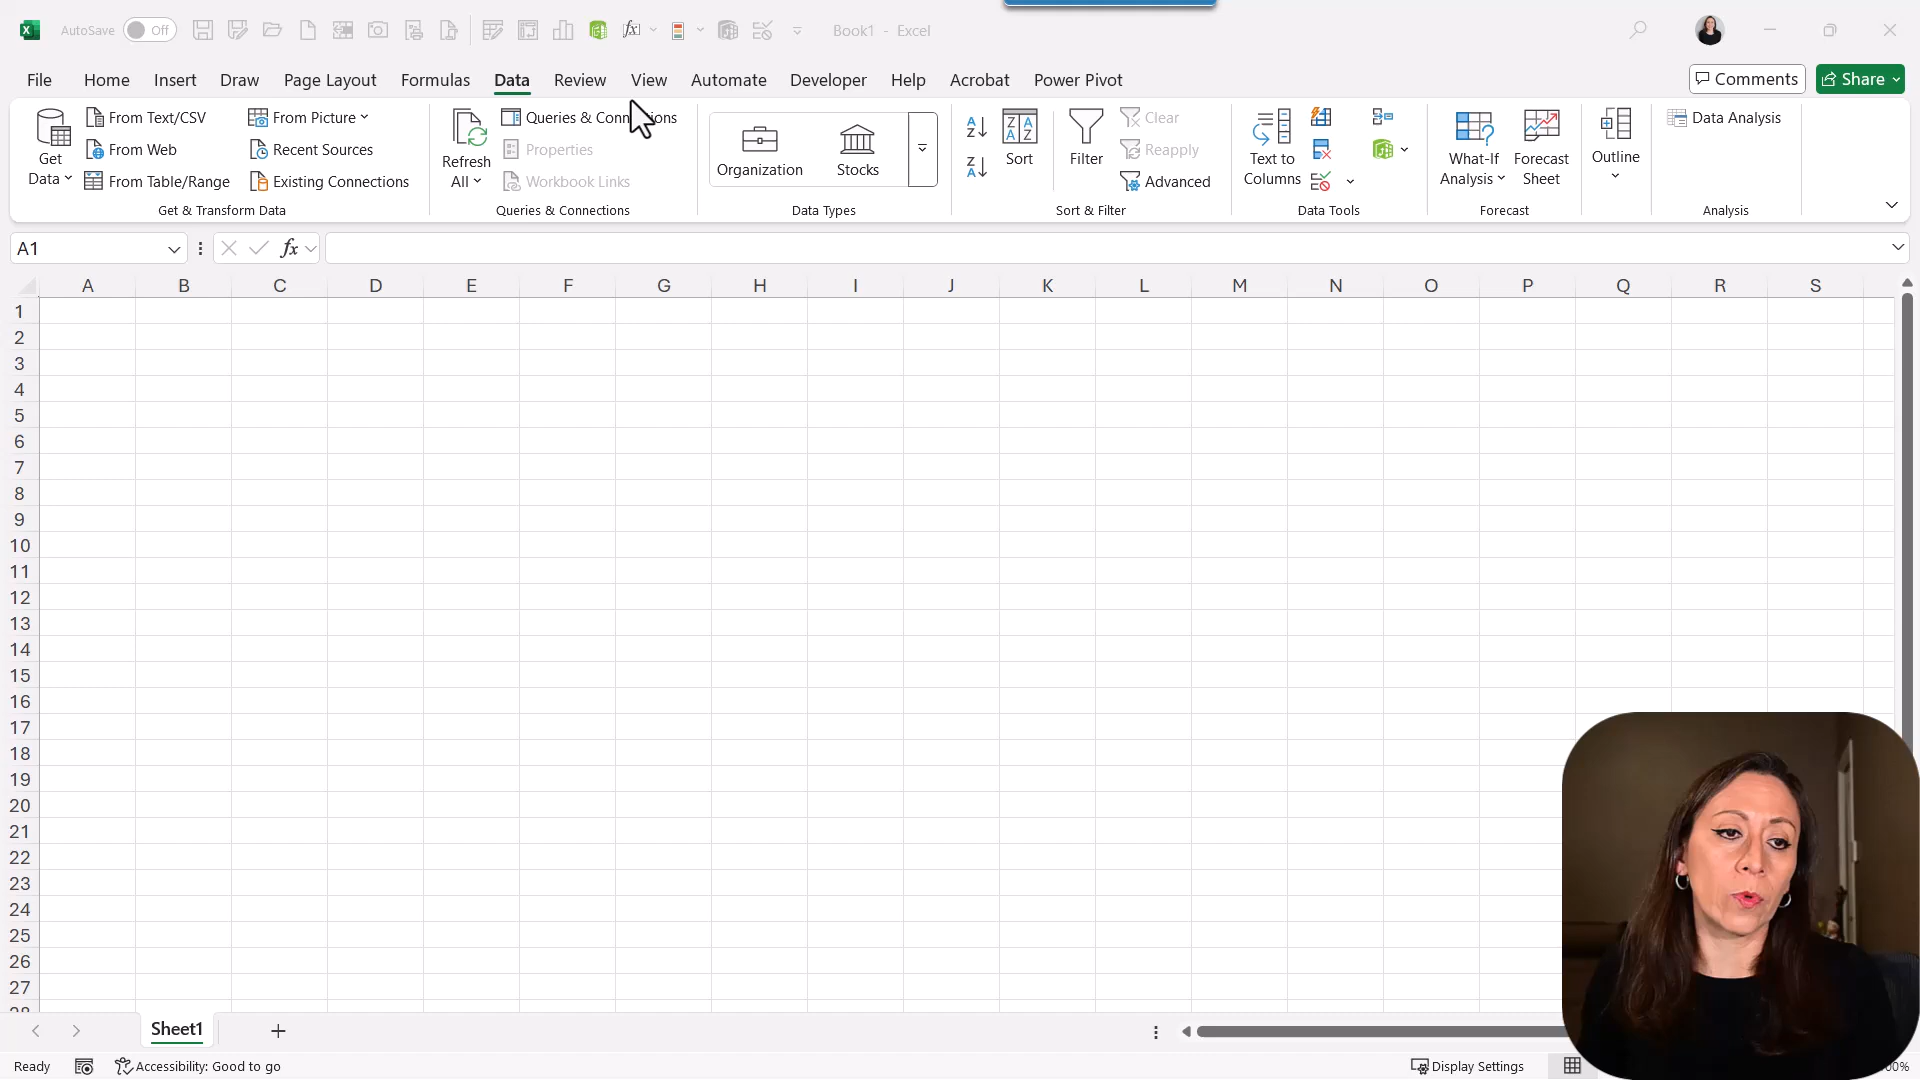 AutoSave Off Book1 - Excel
File Home Insert Draw Page Layout Formulas Data Review View Automate Developer Help Acrobat Power Pivot Comments Share
Get Data
From Text/CSV
From Web
From Table/Range
From Picture
Recent Sources
Existing Connections
Get & Transform Data
Refresh All
Queries &
Properties
Workbook Links
Queries & Connections
Organization
Stocks
Data Types
Sort
Filter
Clear
Reapply
Advanced
Sort & Filter
Text to
Columns
Data Tools
What-If
Analysis
Forecast
Sheet
Forecast
Outline
Data Analysis
Analysis
A1
fx
A B C D E F G H I J K L M N O P Q R S
1
2
3
4
5
6
7
8
9
10
11
12
13
14
15
16
17
18
19
20
21
22
23
24
25
26
27
Sheet1
Ready Accessibility: Good to go Display Settings